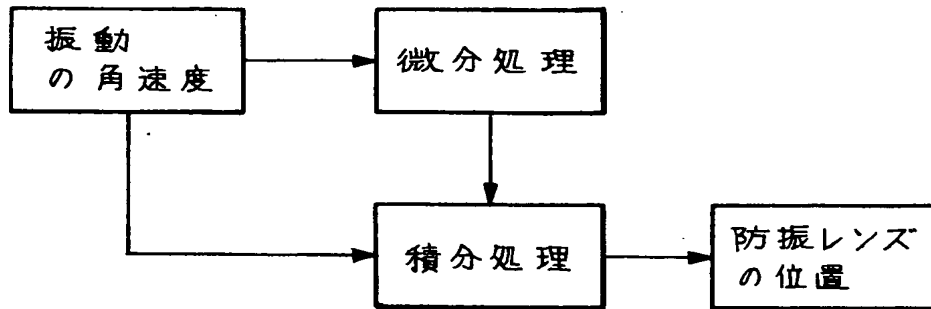 振動
の角速度
微分処理
積分処理
防振レンズ
の位置